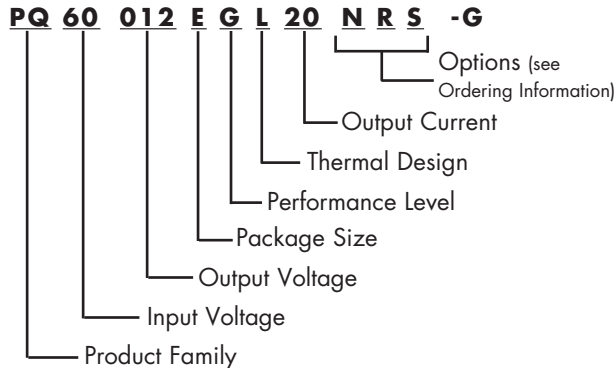 PQ 60 012 E G L 20 N R S -G
Options (see
Ordering Information)
Output Current
Thermal Design
Performance Level
Package Size
Output Voltage
Input Voltage
Product Family